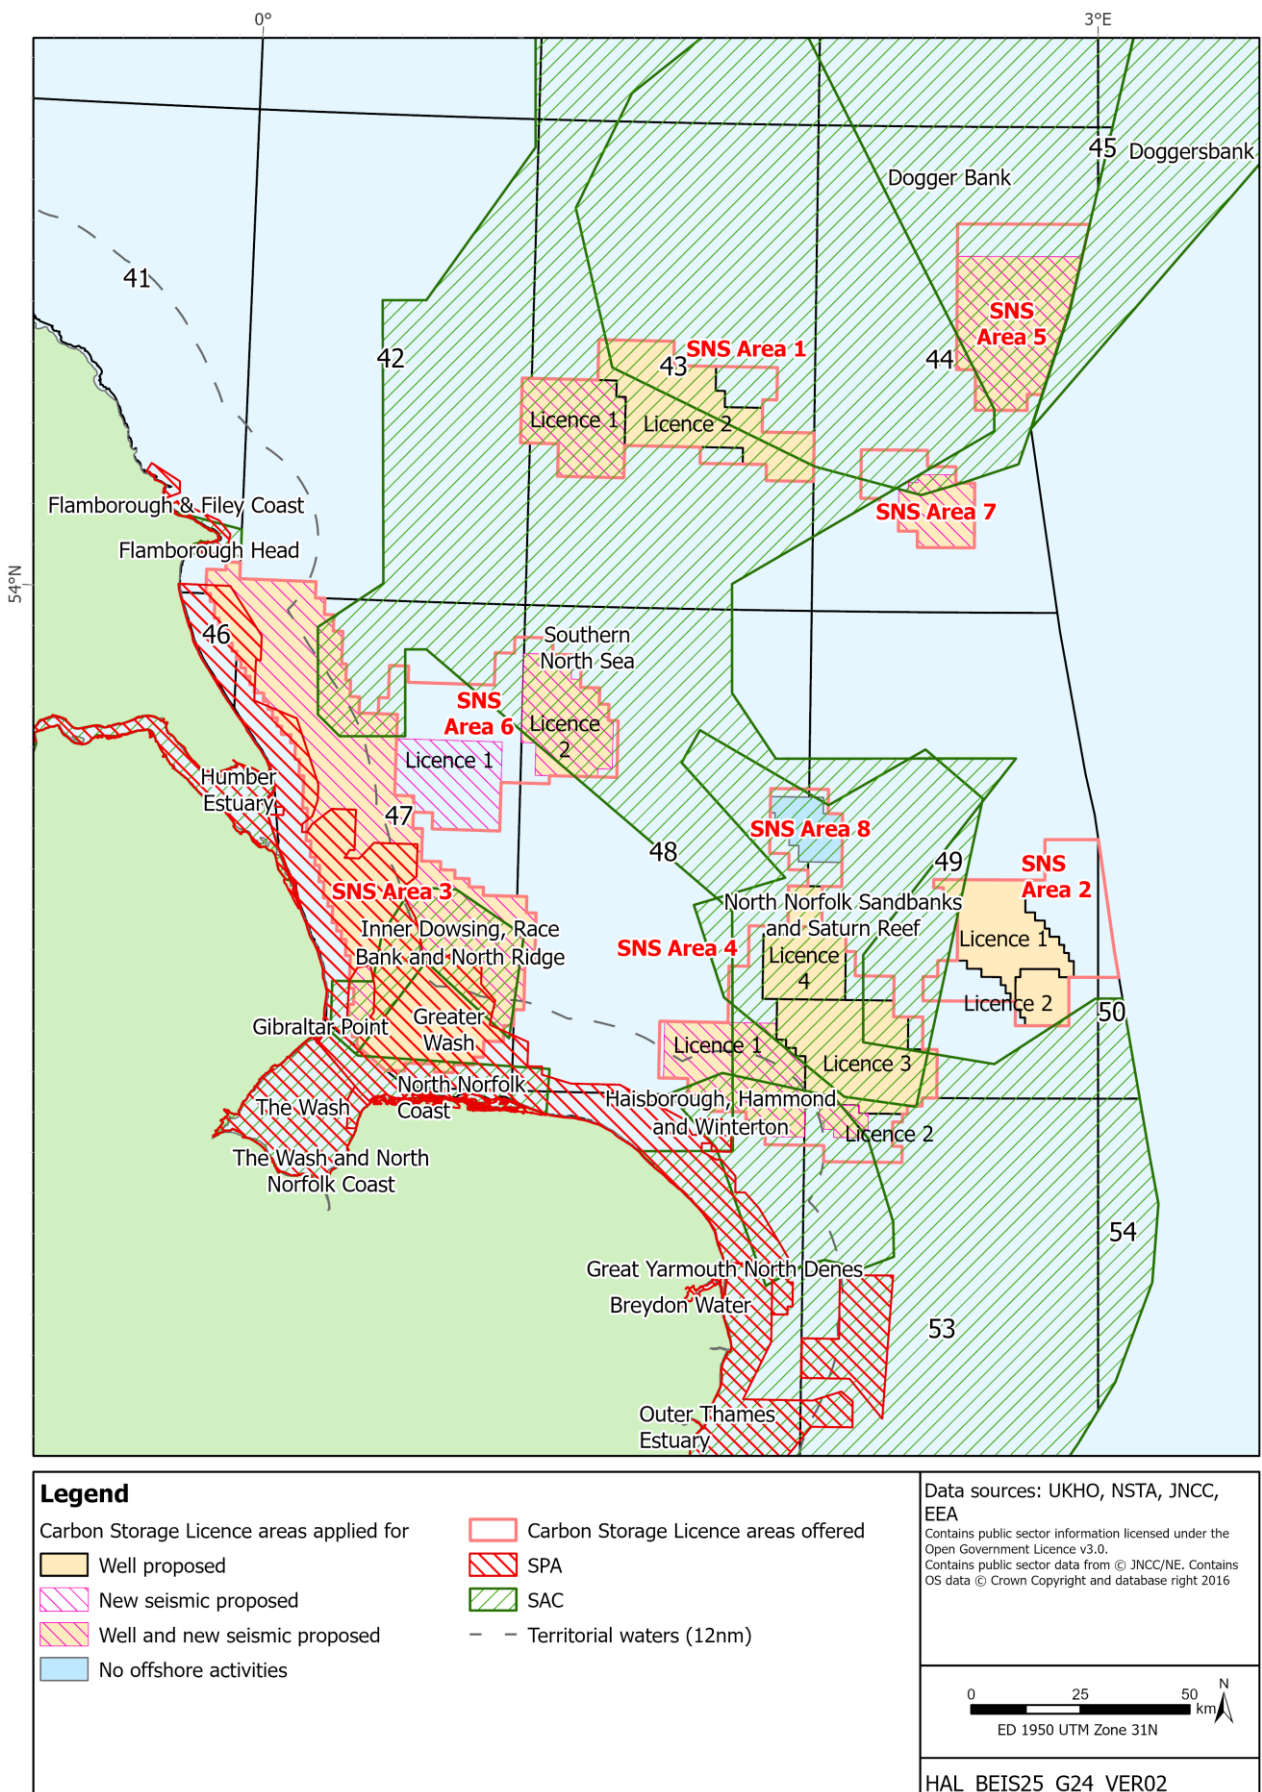 0°
3°E
45
Doggersbank
Dogger Bank
41
SNS
Area 5
42
SNS Area 1
43
44
Licence 1
Licence 2
Flamborough & Filey Coast
SNS Area 7
Flamborough Head
54°N
46
Southern
North Sea
SNS
Area 6
Licence
2
Licence 1
Humber
Estuary
47
SNS Area 8
48
49
SNS
Area 2
SNS Area 3
North Norfolk Sandbanks
and Saturn Reef
Inner Dowsing, Race
Bank and North Ridge
SNS Area 4
Licence
4
Licence 1
Licence 2
50
Gibraltar Point
Greater
Wash
Licence 1
Licence 3
North Norfolk
Coast
The Wash
Haisborough, Hammond
and Winterton
Licence 2
The Wash and North
Norfolk Coast
54
Great Yarmouth North Denes
Breydon Water
53
Outer Thames
Estuary
Legend
Carbon Storage Licence areas applied for
Well proposed
New seismic proposed
Well and new seismic proposed
No offshore activities
Carbon Storage Licence areas offered
SPA
SAC
Territorial waters (12nm)
Data sources: UKHO, NSTA, JNCC,
EEA
Contains public sector information licensed under the
Open Government Licence v3.0.
Contains public sector data from © JNCC/NE. Contains
OS data © Crown Copyright and database right 2016
0 25 50
km
N
ED 1950 UTM Zone 31N
HAL_BEIS25_G24_VER02